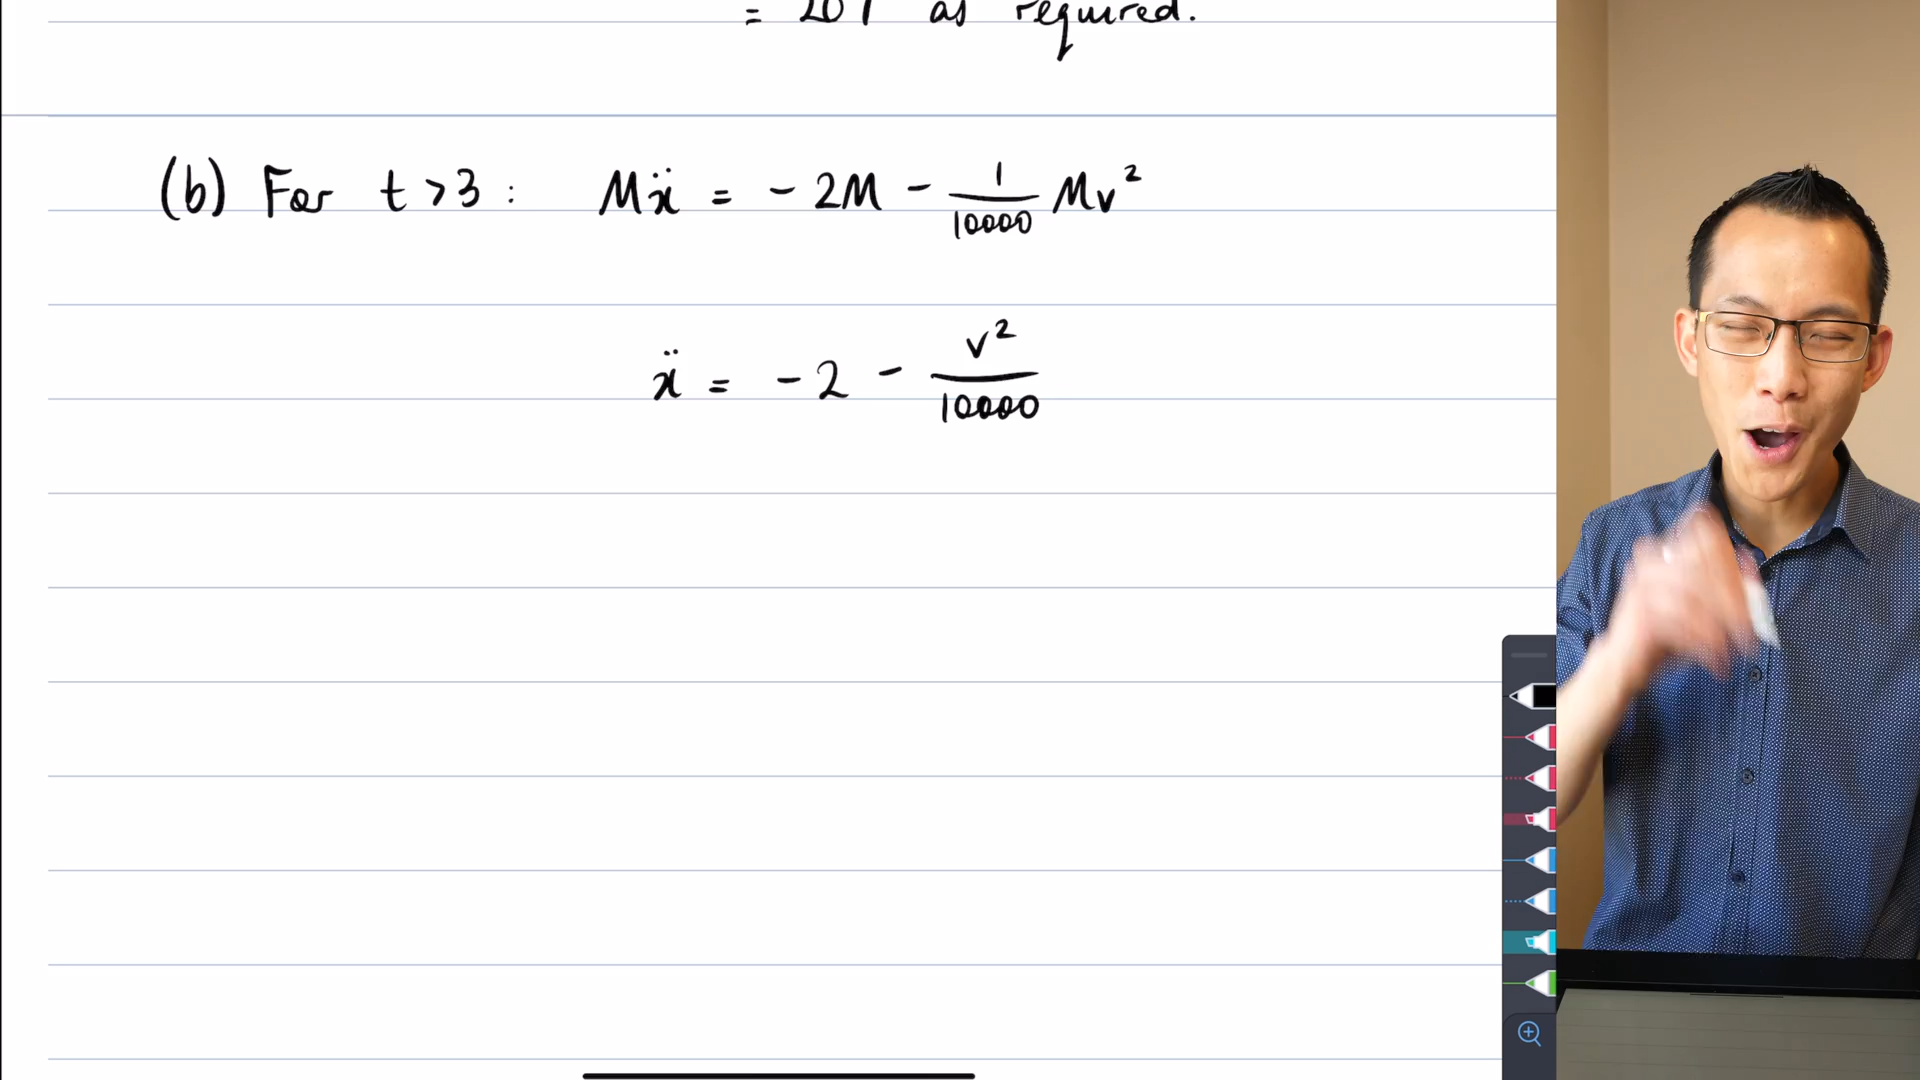 = as required.
(b) For t > 3 : Mẍ = - 2M - 1/10000 Mv²
ẍ = - 2 - v²/10000